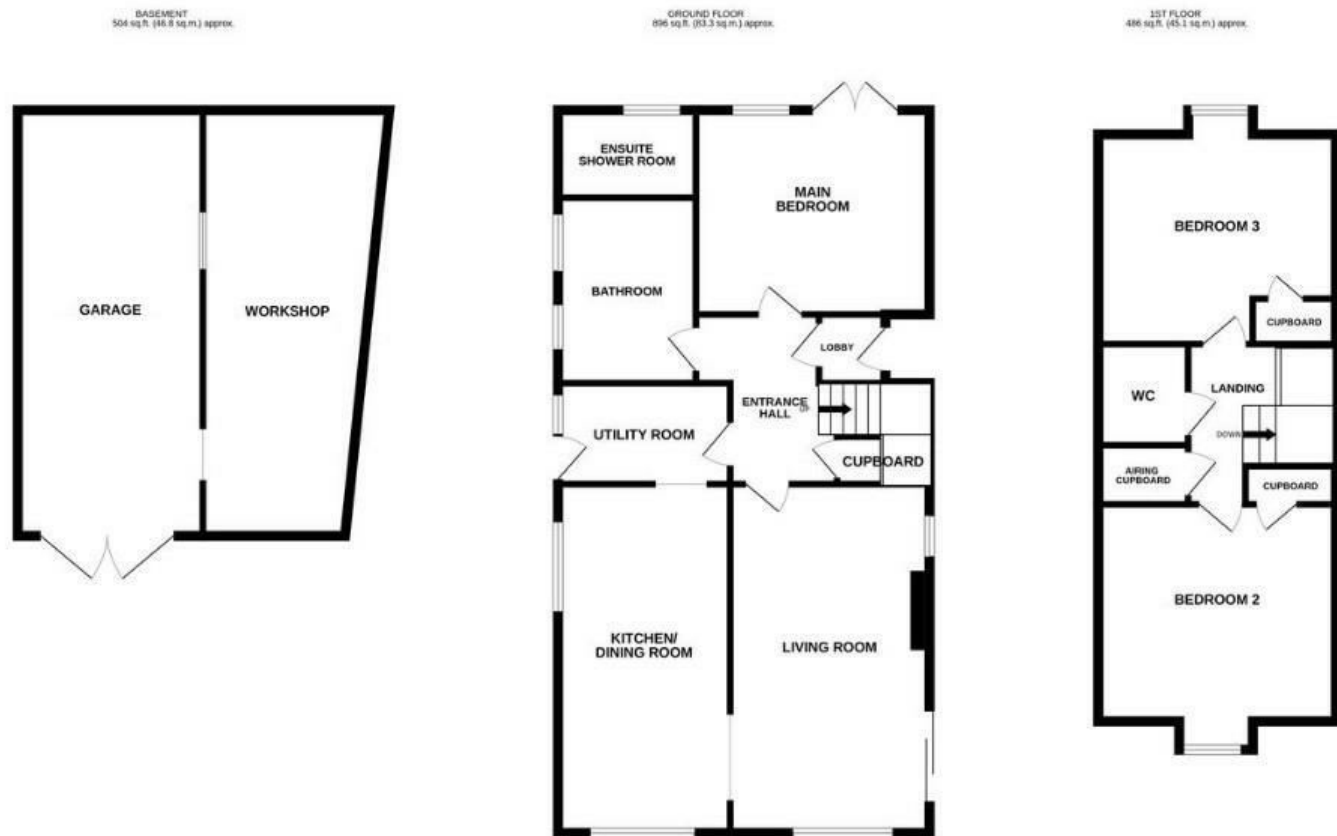 BASEMENT
504 sq.ft. (46.8 sq.m.) approx.
GARAGE
WORKSHOP
GROUND FLOOR
896 sq.ft. (83.3 sq.m.) approx.
ENSUITE
SHOWER ROOM
MAIN
BEDROOM
BATHROOM
LOBBY
ENTRANCE
HALL
UP
UTILITY ROOM
CUPBOARD
KITCHEN/
DINING ROOM
LIVING ROOM
1ST FLOOR
486 sq.ft. (45.1 sq.m.) approx.
BEDROOM 3
CUPBOARD
WC
LANDING
DOWN
AIRING
CUPBOARD
CUPBOARD
BEDROOM 2